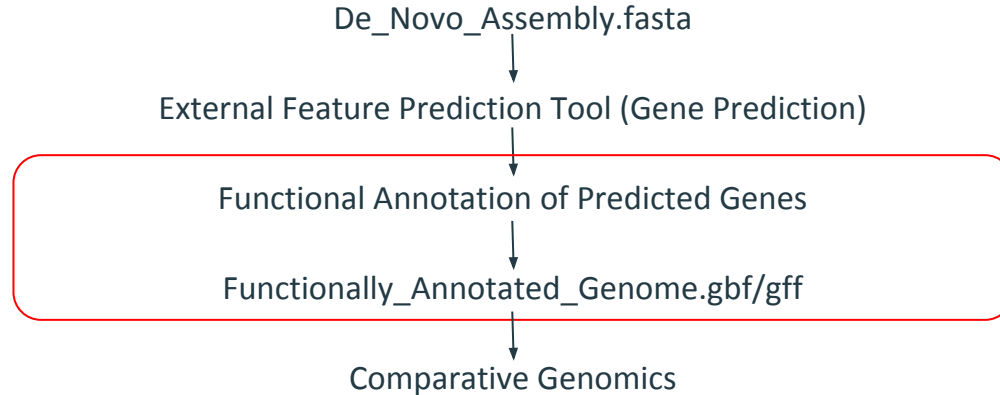 De_Novo_Assembly.fasta
External Feature Prediction Tool (Gene Prediction)
Functional Annotation of Predicted Genes
Functionally_Annotated_Genome.gbf/gff
Comparative Genomics